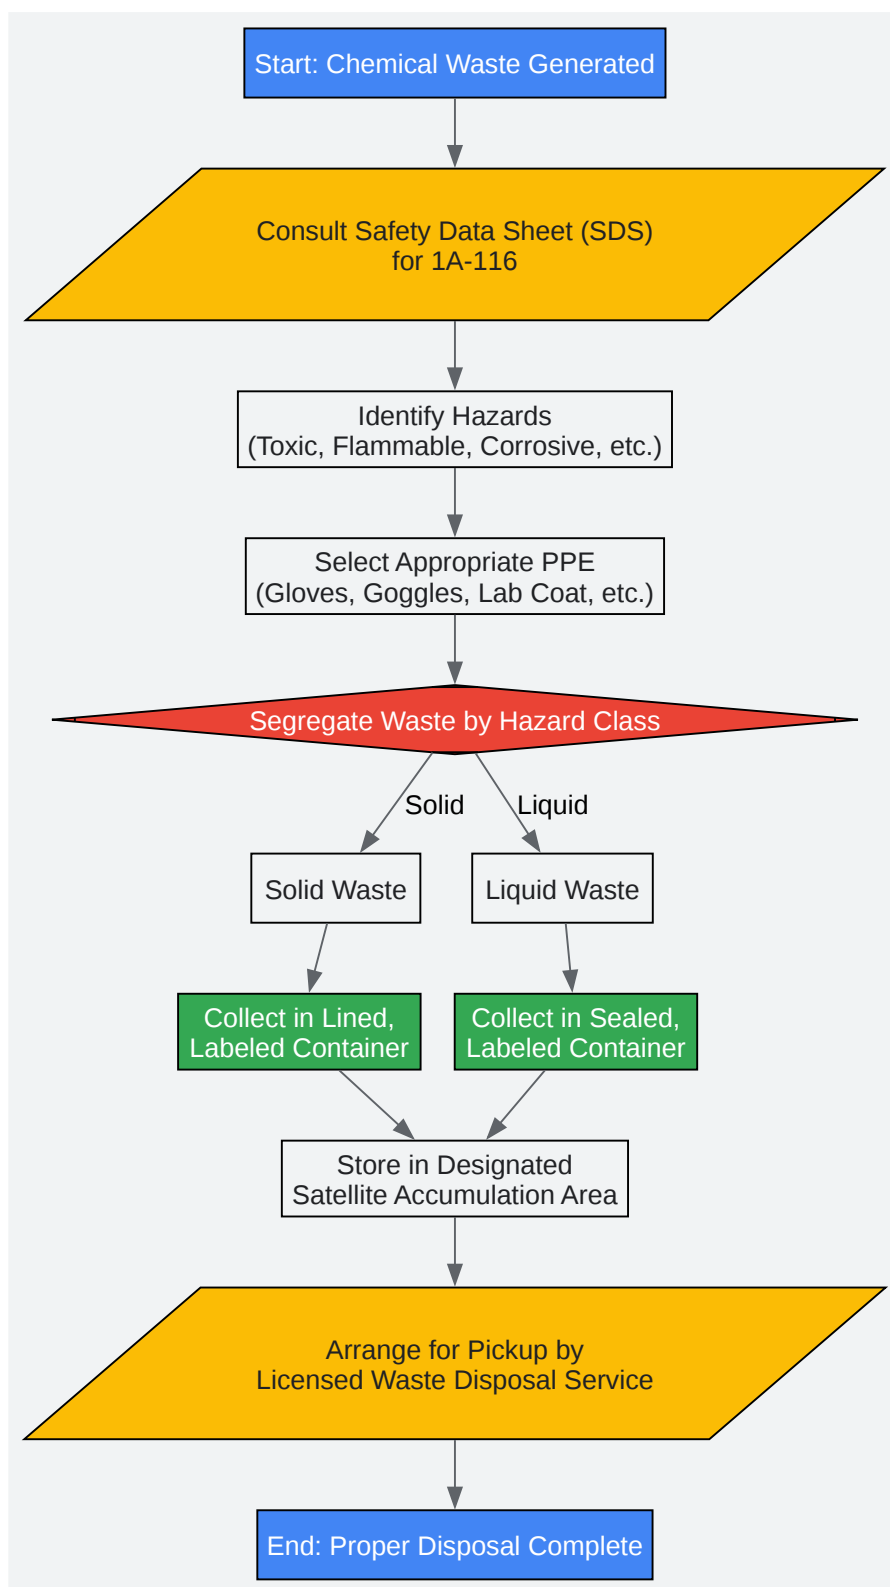 Start: Chemical Waste Generated
Consult Safety Data Sheet (SDS)
for 1A-116
Identify Hazards
(Toxic, Flammable, Corrosive, etc.)
Select Appropriate PPE
(Gloves, Goggles, Lab Coat, etc.)
Segregate Waste by Hazard Class
Solid
Liquid
Solid Waste
Liquid Waste
Collect in Lined,
Labeled Container
Collect in Sealed,
Labeled Container
Store in Designated
Satellite Accumulation Area
Arrange for Pickup by
Licensed Waste Disposal Service
End: Proper Disposal Complete